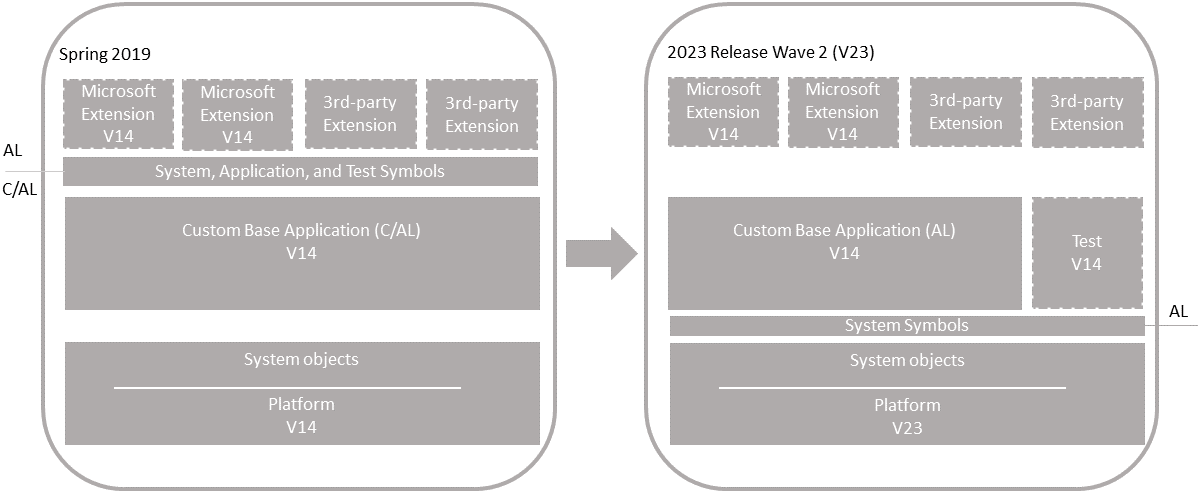 Spring 2019
Microsoft
Extension
V14
Microsoft
Extension
V14
3rd-party
Extension
3rd-party
Extension
AL
C/AL
System, Application, and Test Symbols
Custom Base Application (C/AL)
V14
System objects
Platform
V14
2023 Release Wave 2 (V23)
Microsoft
Extension
V14
Microsoft
Extension
V14
3rd-party
Extension
3rd-party
Extension
Custom Base Application (AL)
V14
Test
V14
AL
System Symbols
System objects
Platform
V23